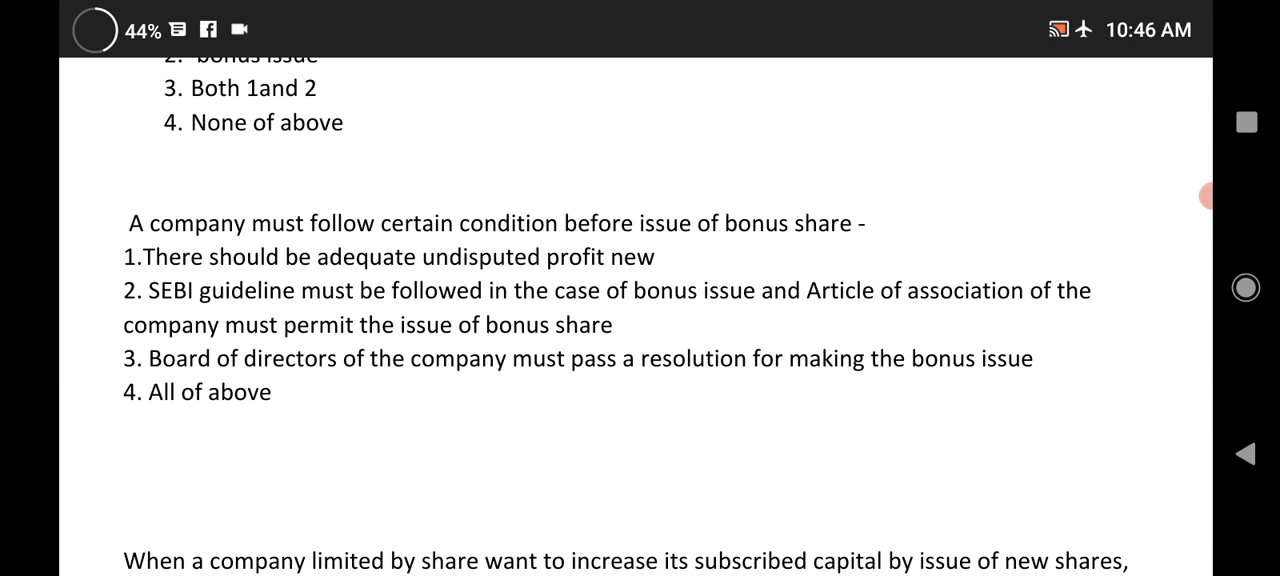 44%
10:46 AM
2. bonus issue
3. Both 1and 2
4. None of above
A company must follow certain condition before issue of bonus share -
1.There should be adequate undisputed profit new
2. SEBI guideline must be followed in the case of bonus issue and Article of association of the
company must permit the issue of bonus share
3. Board of directors of the company must pass a resolution for making the bonus issue
4. All of above
When a company limited by share want to increase its subscribed capital by issue of new shares,